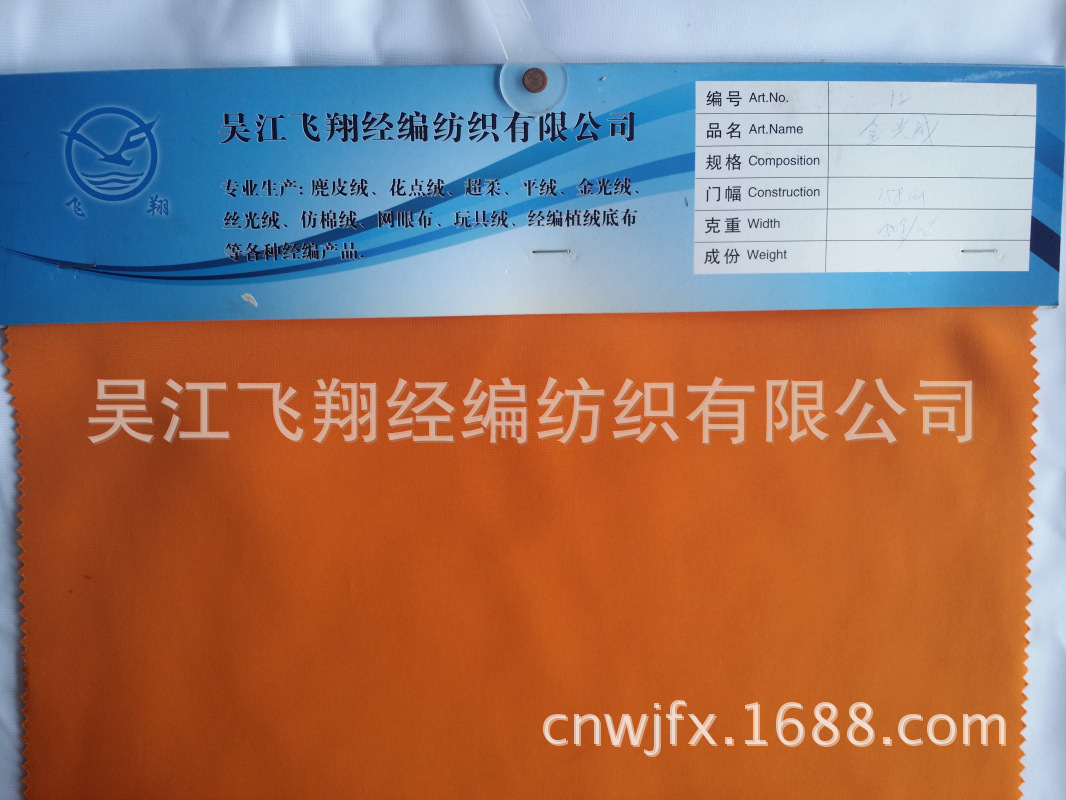 吴江飞翔经编纺织有限公司
专业生产：麂皮绒、花点绒、超柔、平绒、金光绒、
丝光绒、仿棉绒、网眼布、玩具绒、经编植绒底布
等各种经编产品.
飞 翔
编号 Art.No. 12
品名 Art.Name 金光绒
规格 Composition
门幅 Construction
克重 Width
成份 Weight
吴江飞翔经编纺织有限公司
cnwjfx.1688.com